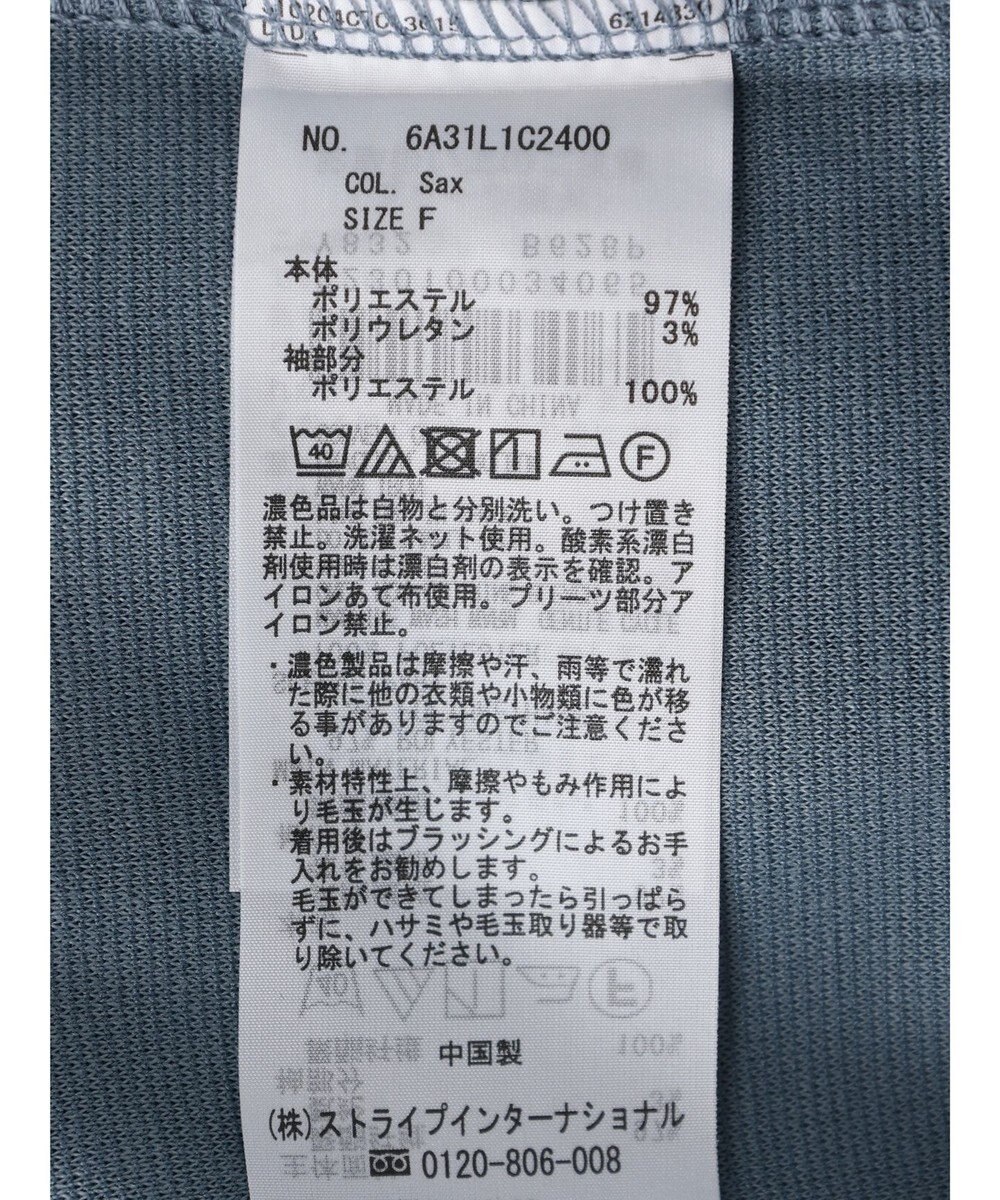 NO. 6A31L1C2400
COL. Sax
SIZE F
本体
ポリエステル 97%
ポリウレタン 3%
袖部分
ポリエステル 100%
40 F
濃色品は白物と分別洗い。つけ置き
禁止。洗濯ネット使用。酸素系漂白
剤使用時は漂白剤の表示を確認。ア
イロンあて布使用。プリーツ部分ア
イロン禁止。
・濃色製品は摩擦や汗、雨等で濡れ
た際に他の衣類や小物類に色が移
る事がありますのでご注意くださ
い。
・素材特性上、摩擦やもみ作用によ
り毛玉が生じます。
着用後はブラッシングによるお手
入れをお勧めします。
毛玉ができてしまったら引っぱら
ずに、ハサミや毛玉取り器等で取
り除いてください。
中国製
(株)ストライプインターナショナル
0120-806-008